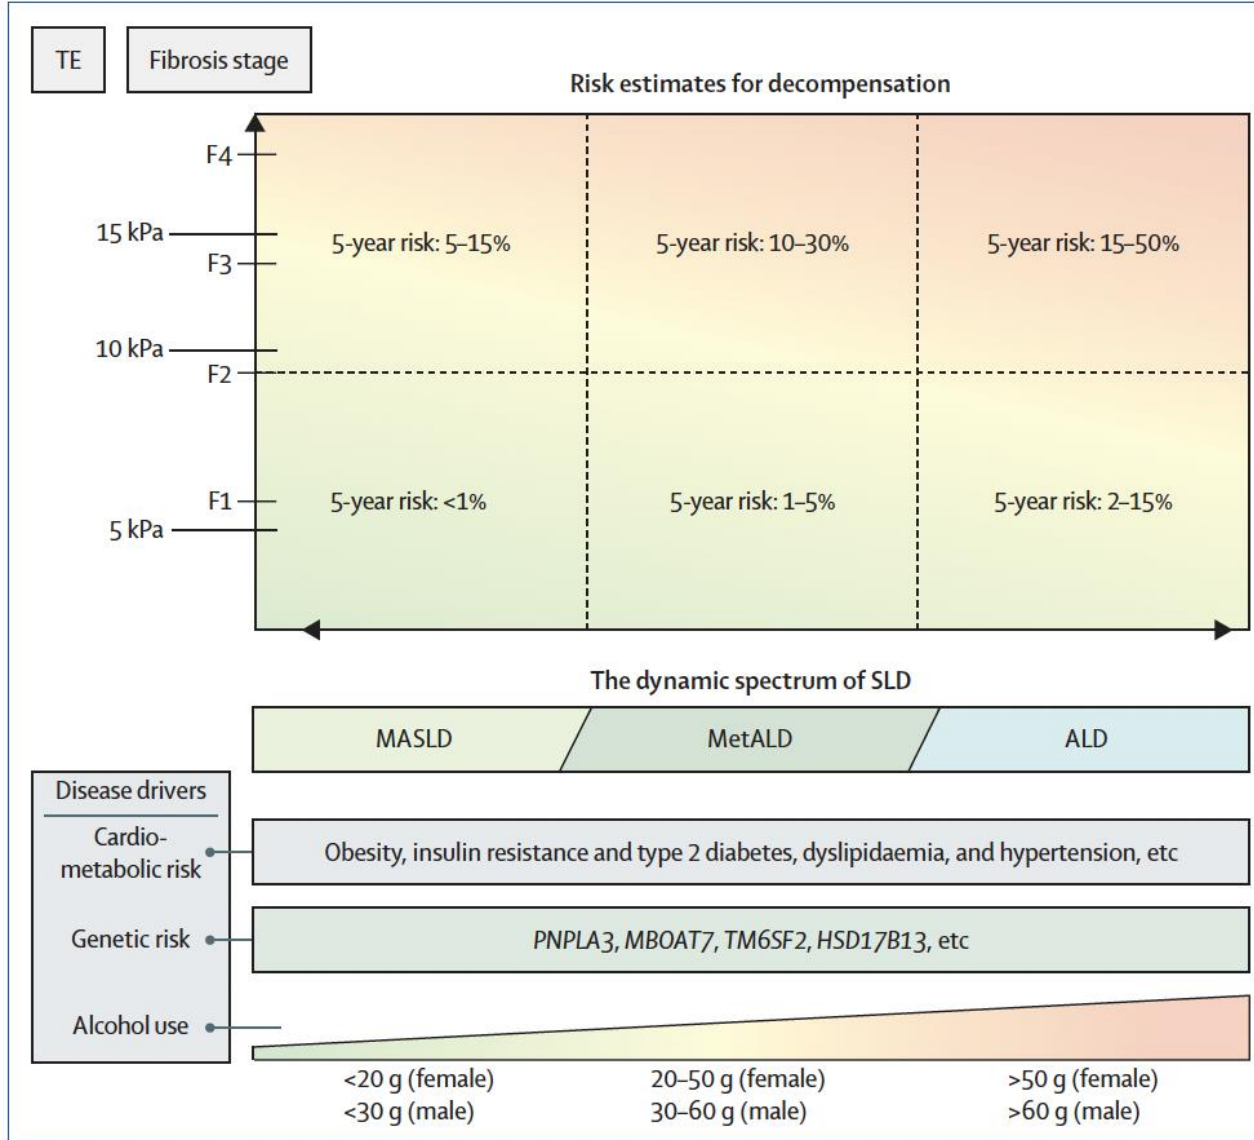 TE
Fibrosis stage
Risk estimates for decompensation
F4
15 kPa
F3
10 kPa
F2
F1
5 kPa
5-year risk: 5–15%
5-year risk: 10–30%
5-year risk: 15–50%
5-year risk: <1%
5-year risk: 1–5%
5-year risk: 2–15%
The dynamic spectrum of SLD
MASLD
MetALD
ALD
Disease drivers
Cardio-
metabolic risk
Obesity, insulin resistance and type 2 diabetes, dyslipidaemia, and hypertension, etc
Genetic risk
PNPLA3, MBOAT7, TM6SF2, HSD17B13, etc
Alcohol use
<20 g (female)
<30 g (male)
20–50 g (female)
30–60 g (male)
>50 g (female)
>60 g (male)